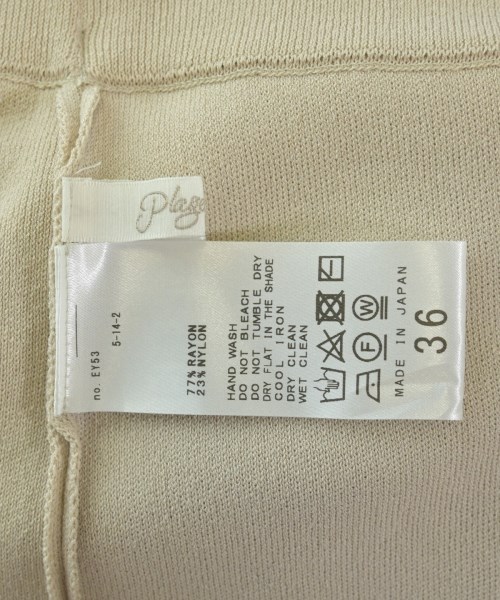 Plage
no. EY53
5-14-2
77% RAYON
23% NYLON
HAND WASH
DO NOT BLEACH
DO NOT TUMBLE DRY
DRY FLAT IN THE SHADE
COOL IRON
DRY CLEAN
WET CLEAN
F
W
MADE IN JAPAN
36